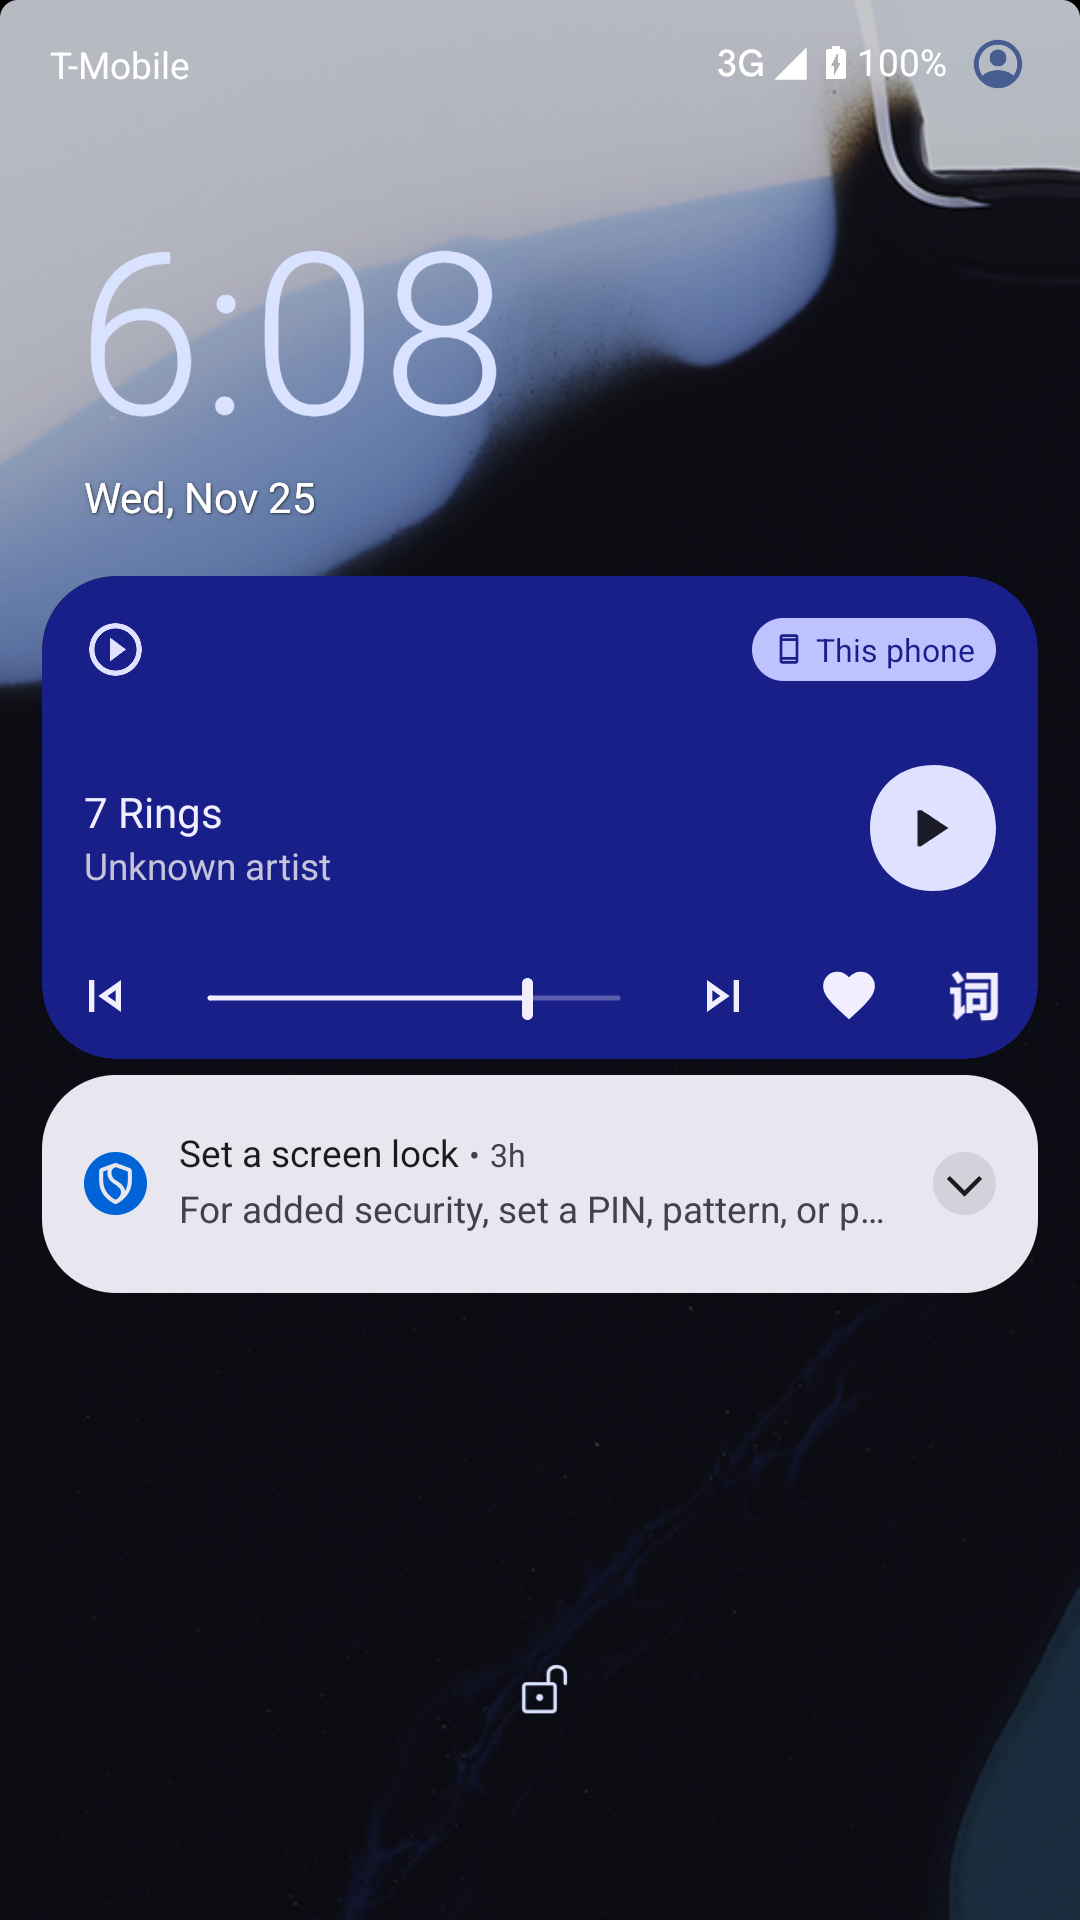 T-Mobile
3G 100%
6:08
Wed, Nov 25
This phone
7 Rings
Unknown artist
词
Set a screen lock • 3h
For added security, set a PIN, pattern, or p...